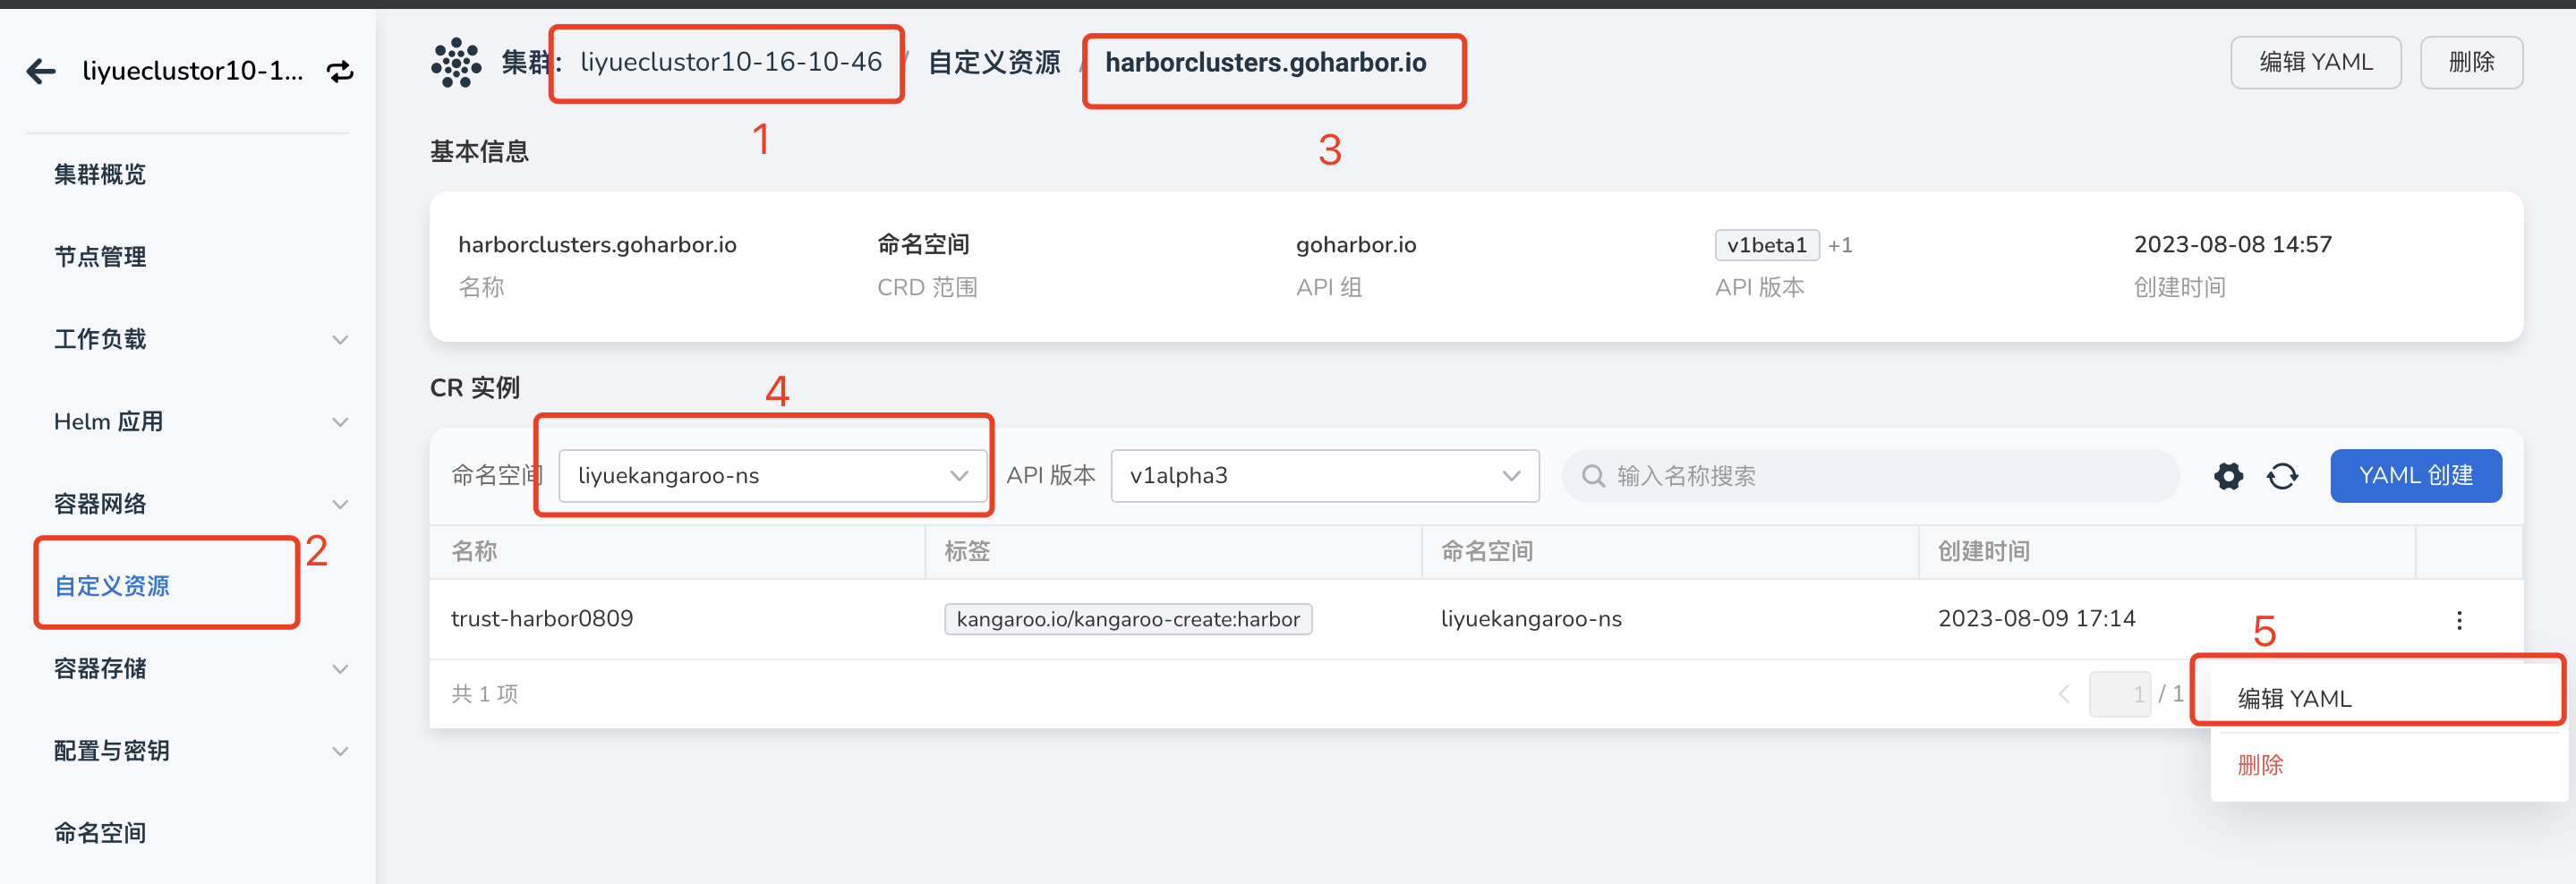 liyueclustor10-1...
集群概览
节点管理
工作负载
Helm 应用
容器网络
自定义资源
2
容器存储
配置与密钥
命名空间
集群: liyueclustor10-16-10-46 / 自定义资源 / harborclusters.goharbor.io
编辑 YAML
删除
1
3
基本信息
harborclusters.goharbor.io 命名空间 goharbor.io v1beta1 +1 2023-08-08 14:57
名称 CRD 范围 API 组 API 版本 创建时间
4
CR 实例
命名空间 liyuekangaroo-ns API 版本 v1alpha3 输入名称搜索 YAML 创建
名称 标签 命名空间 创建时间
trust-harbor0809 kangaroo.io/kangaroo-create:harbor liyuekangaroo-ns 2023-08-09 17:14
5
共 1 项 1 / 1
编辑 YAML
删除